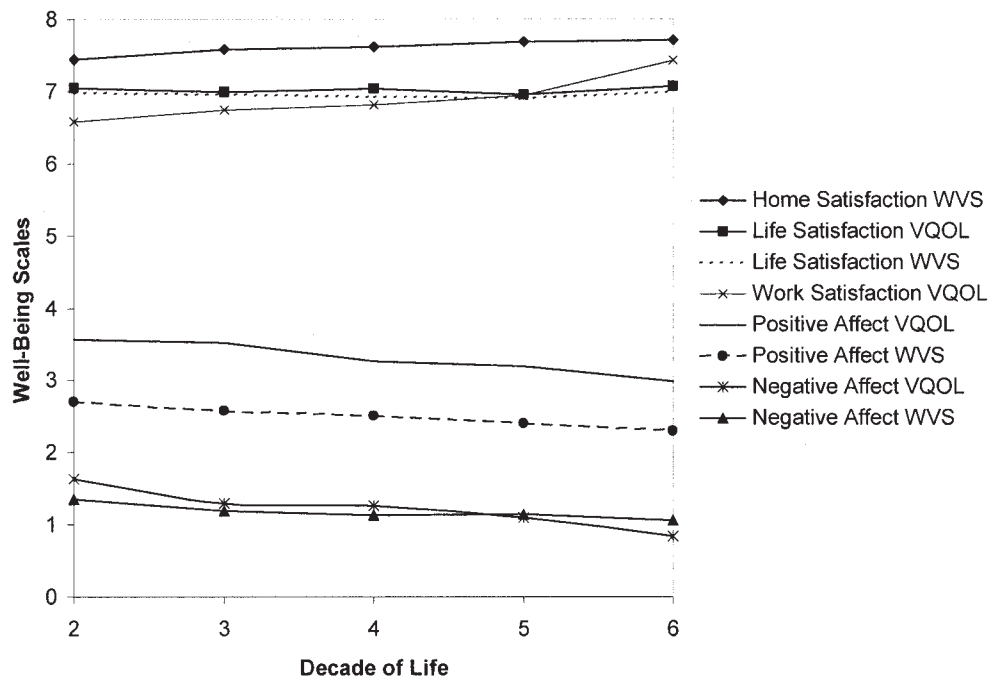 8
7
6
5
4
3
2
1
0
Well-Being Scales
2 3 4 5 6
Decade of Life
Home Satisfaction WVS
Life Satisfaction VQOL
Life Satisfaction WVS
Work Satisfaction VQOL
Positive Affect VQOL
Positive Affect WVS
Negative Affect VQOL
Negative Affect WVS